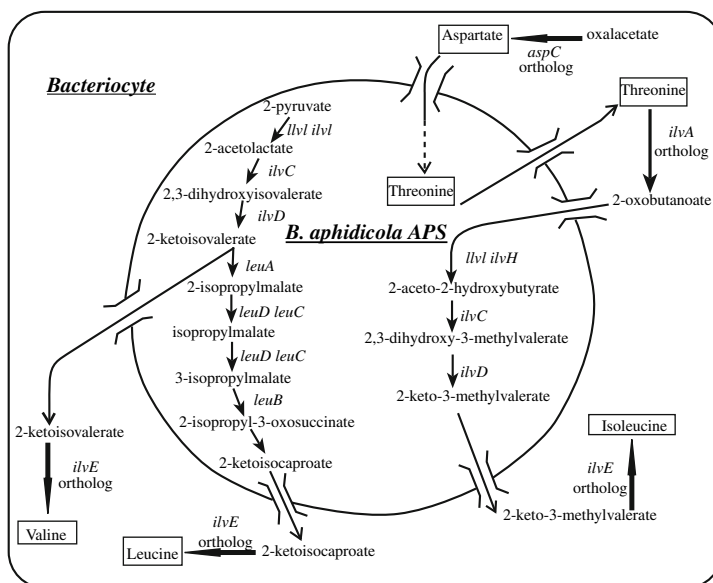 Bacteriocyte
Aspartate
oxalacetate
aspC
ortholog
Threonine
ilvA
ortholog
2-oxobutanoate
2-pyruvate
llvl ilvl
2-acetolactate
ilvC
2,3-dihydroxyisovalerate
ilvD
2-ketoisovalerate
Threonine
B. aphidicola APS
leuA
2-isopropylmalate
leuD leuC
isopropylmalate
leuD leuC
3-isopropylmalate
leuB
2-isopropyl-3-oxosuccinate
2-ketoisocaproate
llvl ilvH
2-aceto-2-hydroxybutyrate
ilvC
2,3-dihydroxy-3-methylvalerate
ilvD
2-keto-3-methylvalerate
2-ketoisovalerate
ilvE
ortholog
Valine
Leucine
ilvE
ortholog
2-ketoisocaproate
Isoleucine
ilvE
ortholog
2-keto-3-methylvalerate